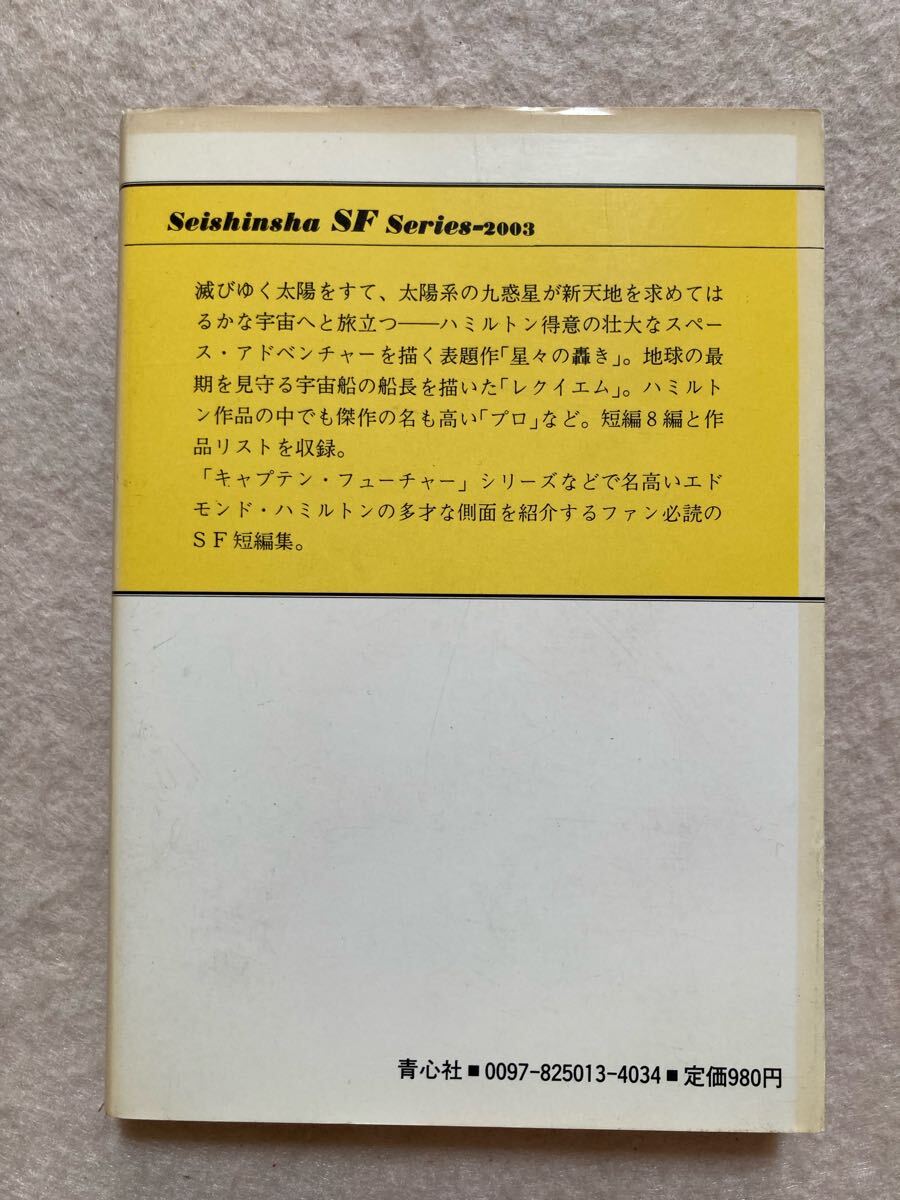 Seishinsha SF Series-2003
滅びゆく太陽をすて、太陽系の九惑星が新天地を求めては
るかな宇宙へと旅立つ――ハミルトン得意の壮大なスペー
ス・アドベンチャーを描く表題作「星々の轟き」。地球の最
期を見守る宇宙船の船長を描いた「レクイエム」。ハミルト
ン作品の中でも傑作の名も高い「プロ」など。短編８編と作
品リストを収録。
「キャプテン・フューチャー」シリーズなどで名高いエド
モンド・ハミルトンの多才な側面を紹介するファン必読の
ＳＦ短編集。
青心社■0097-825013-4034■定価980円